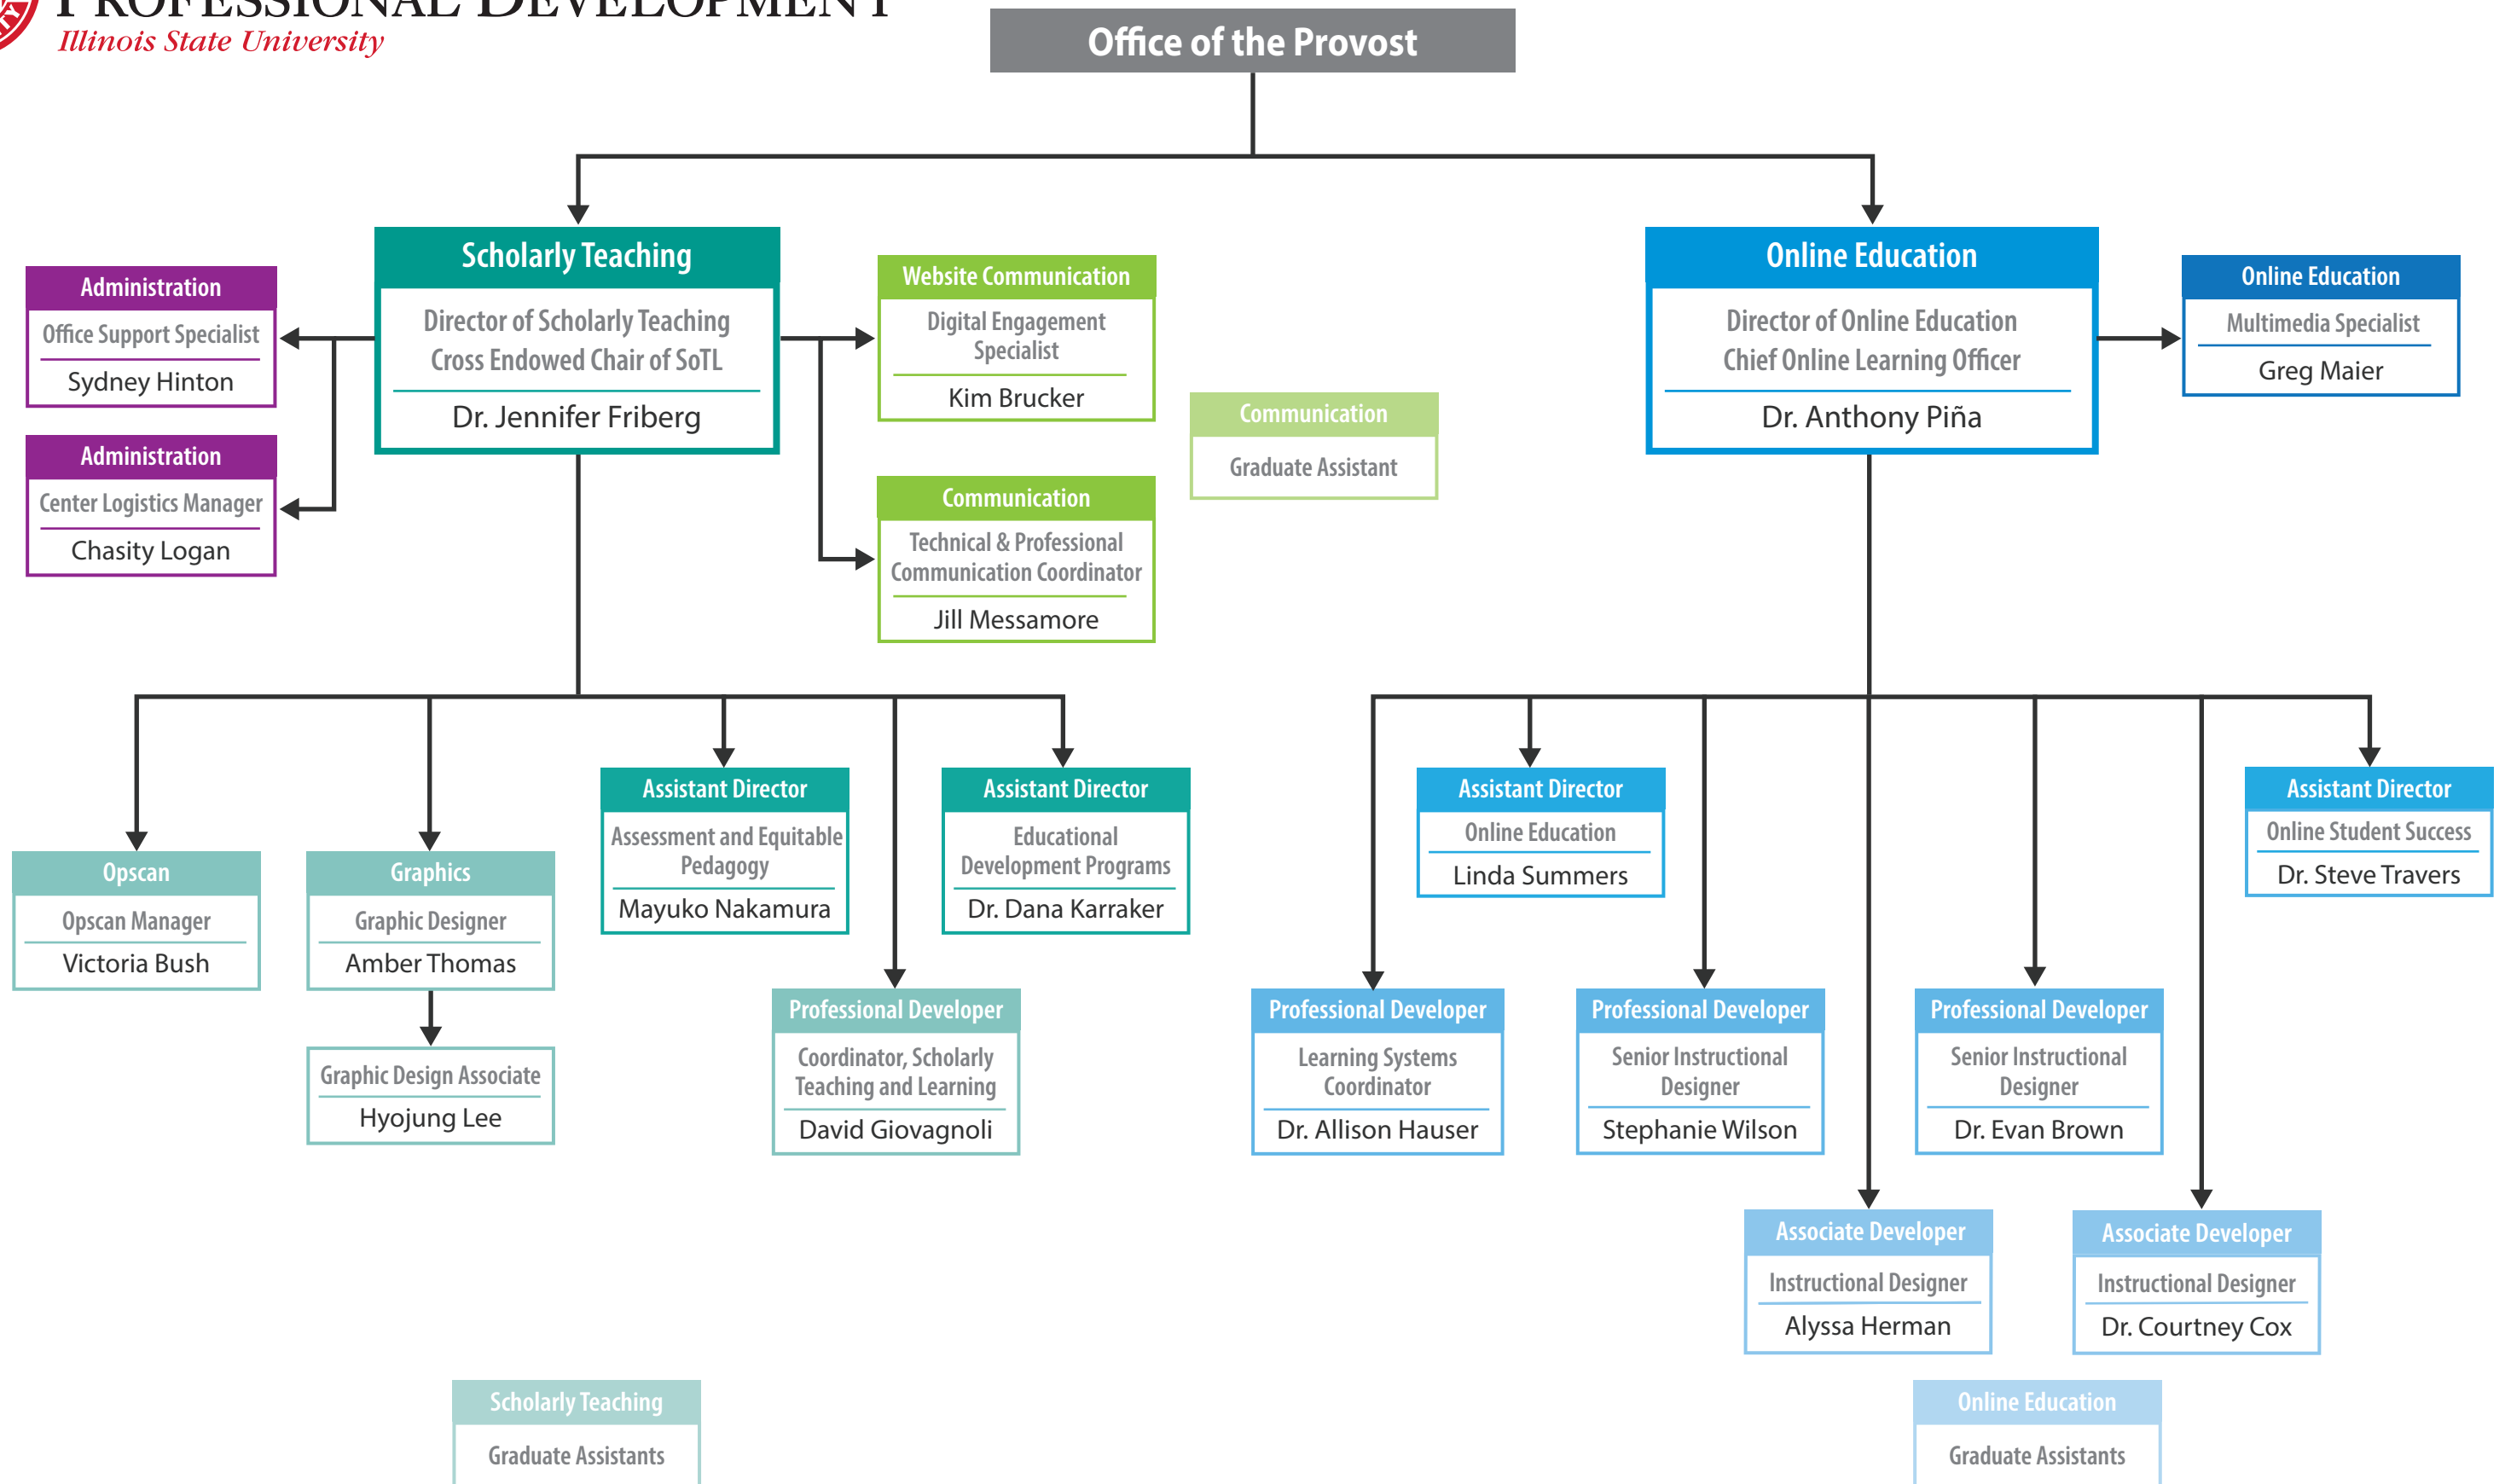 PROFESSIONAL DEVELOPMENT
Illinois State University
Office of the Provost
Scholarly Teaching
Director of Scholarly Teaching
Cross Endowed Chair of SoTL
Dr. Jennifer Friberg
Administration
Office Support Specialist
Sydney Hinton
Administration
Center Logistics Manager
Chasity Logan
Website Communication
Digital Engagement
Specialist
Kim Brucker
Communication
Technical & Professional
Communication Coordinator
Jill Messamore
Communication
Graduate Assistant
Online Education
Director of Online Education
Chief Online Learning Officer
Dr. Anthony Piña
Online Education
Multimedia Specialist
Greg Maier
Opscan
Opscan Manager
Victoria Bush
Graphics
Graphic Designer
Amber Thomas
Graphic Design Associate
Hyojung Lee
Assistant Director
Assessment and Equitable
Pedagogy
Mayuko Nakamura
Professional Developer
Coordinator, Scholarly
Teaching and Learning
David Giovagnoli
Assistant Director
Educational
Development Programs
Dr. Dana Karraker
Professional Developer
Learning Systems
Coordinator
Dr. Allison Hauser
Assistant Director
Online Education
Linda Summers
Professional Developer
Senior Instructional
Designer
Stephanie Wilson
Associate Developer
Instructional Designer
Alyssa Herman
Professional Developer
Senior Instructional
Designer
Dr. Evan Brown
Associate Developer
Instructional Designer
Dr. Courtney Cox
Assistant Director
Online Student Success
Dr. Steve Travers
Scholarly Teaching
Graduate Assistants
Online Education
Graduate Assistants